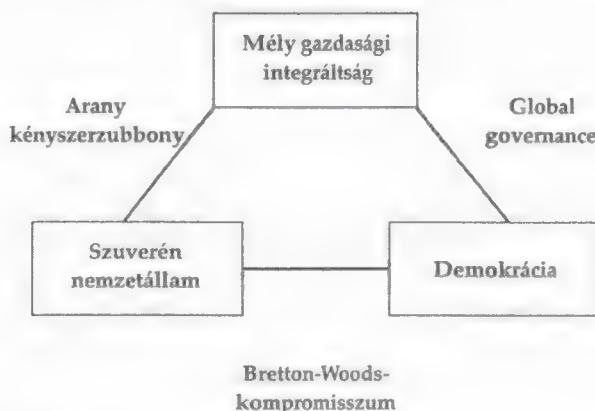 Mély gazdasági
integráltság
Arany
kényszerzubbony
Global
governance
Szuverén
nemzetállam
Demokrácia
Bretton-Woods-
kompromisszum